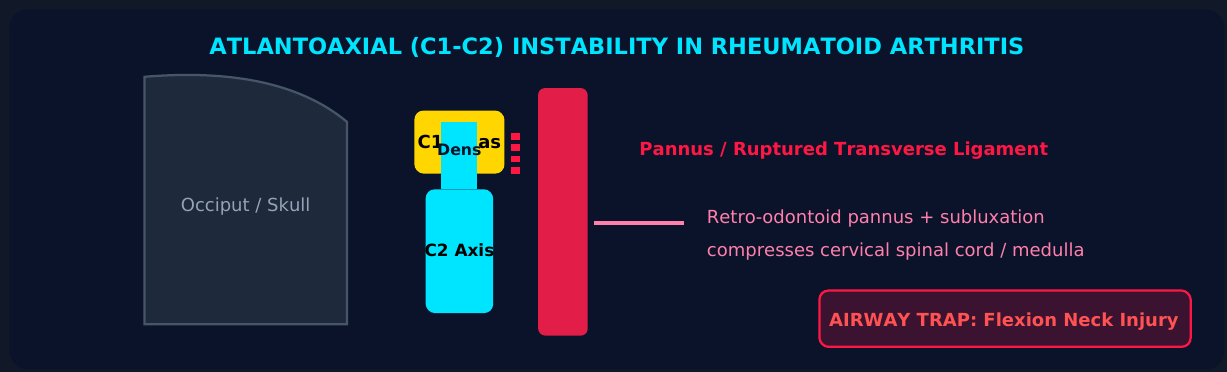 ATLANTOAXIAL (C1-C2) INSTABILITY IN RHEUMATOID ARTHRITIS
C1 as
Dens
Pannus / Ruptured Transverse Ligament
Occiput / Skull
Retro-odontoid pannus + subluxation
C2 Axis
compresses cervical spinal cord / medulla
AIRWAY TRAP: Flexion Neck Injury